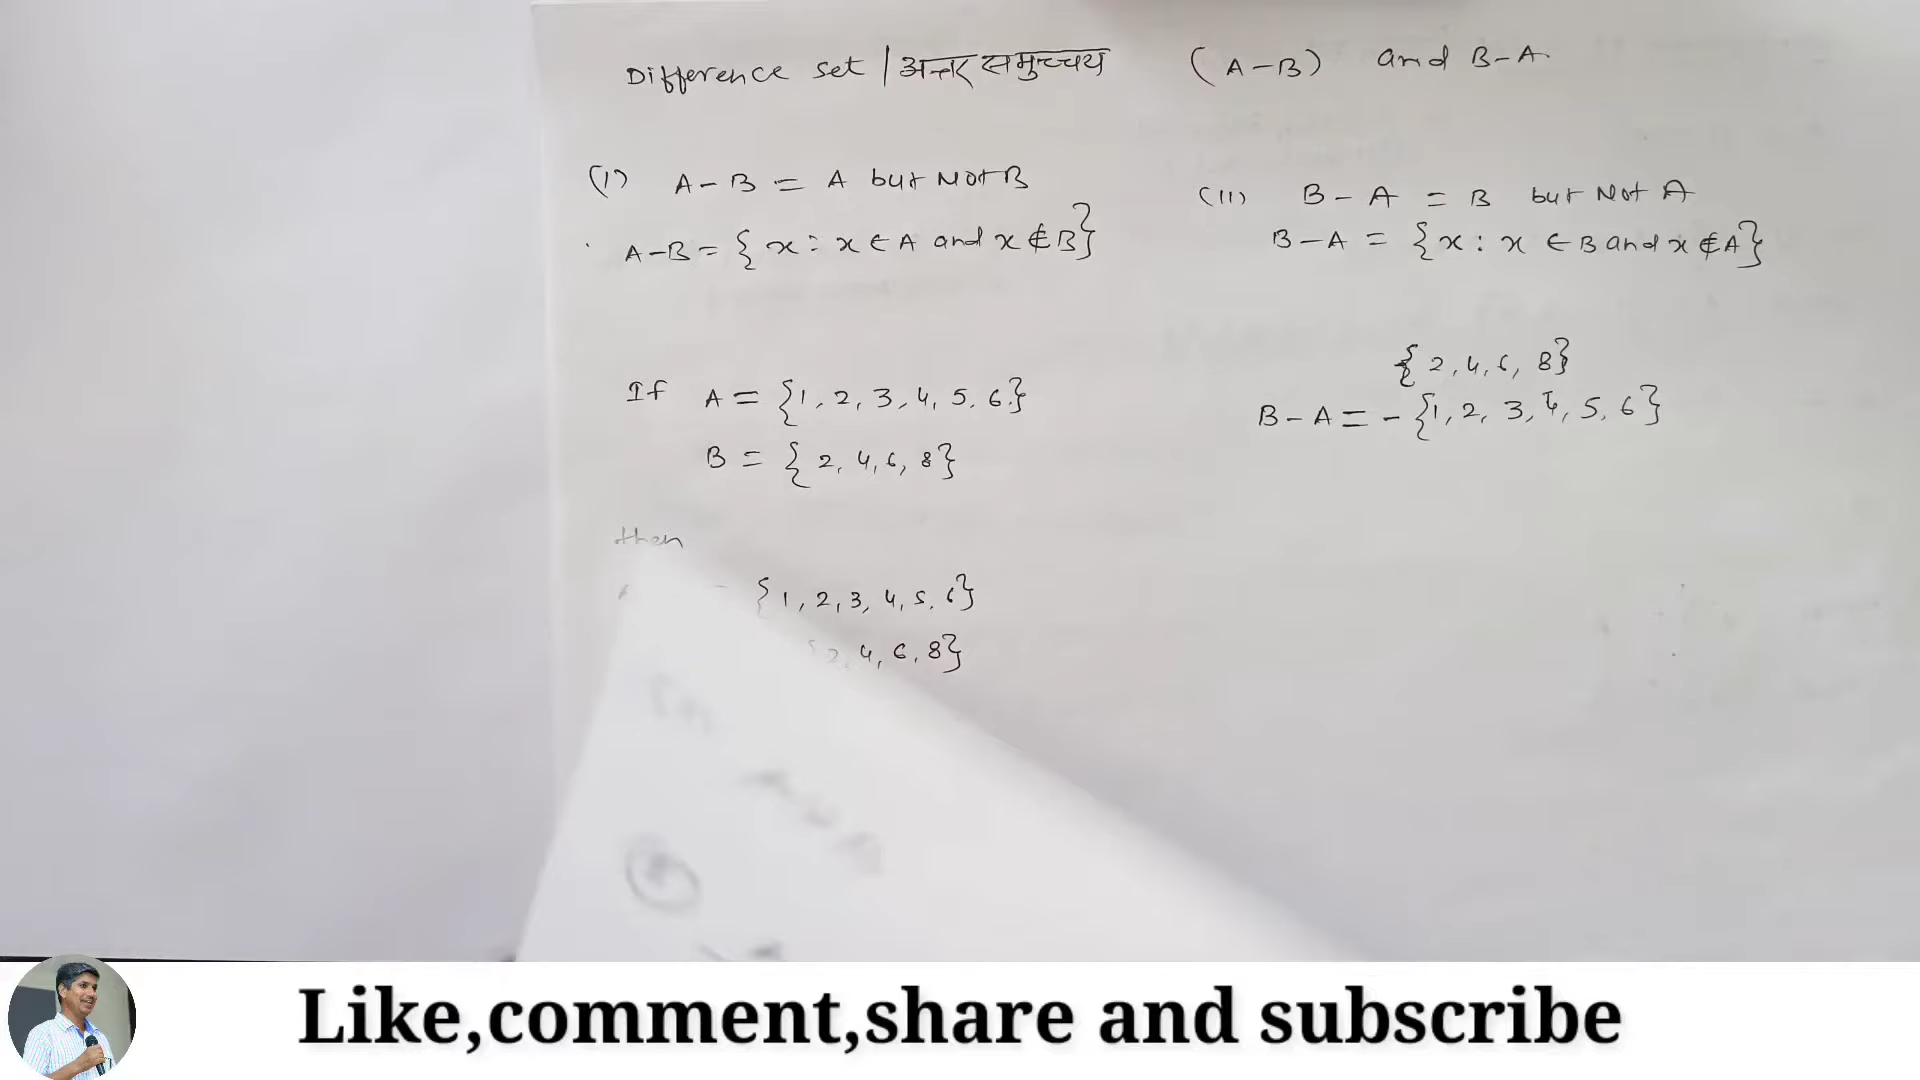 Difference set | अन्तर समुच्चय (A-B) and B-A.
(I) A-B = A but Not B
A-B = {x : x ∈ A and x ∉ B}
(II) B-A = B but Not A
B-A = {x : x ∈ B and x ∉ A}
If A = {1, 2, 3, 4, 5, 6}
B = {2, 4, 6, 8}
then
{1, 2, 3, 4, 5, 6}
2, 4, 6, 8}
{2, 4, 6, 8}
B-A = - {1, 2, 3, 4, 5, 6}
Like,comment,share and subscribe